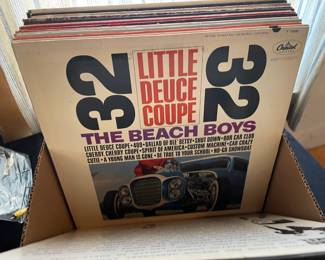 Capitol
32
LITTLE
DEUCE
COUPE
32
THE BEACH BOYS
LITTLE DEUCE COUPE • 409 • BALLAD OF OLE' BETSY • SHUT DOWN • OUR CAR CLUB
CHERRY, CHERRY COUPE • SPIRIT OF AMERICA • CUSTOM MACHINE • CAR CRAZY
CUTIE • A YOUNG MAN IS GONE • BE TRUE TO YOUR SCHOOL • NO-GO SHOWBOAT